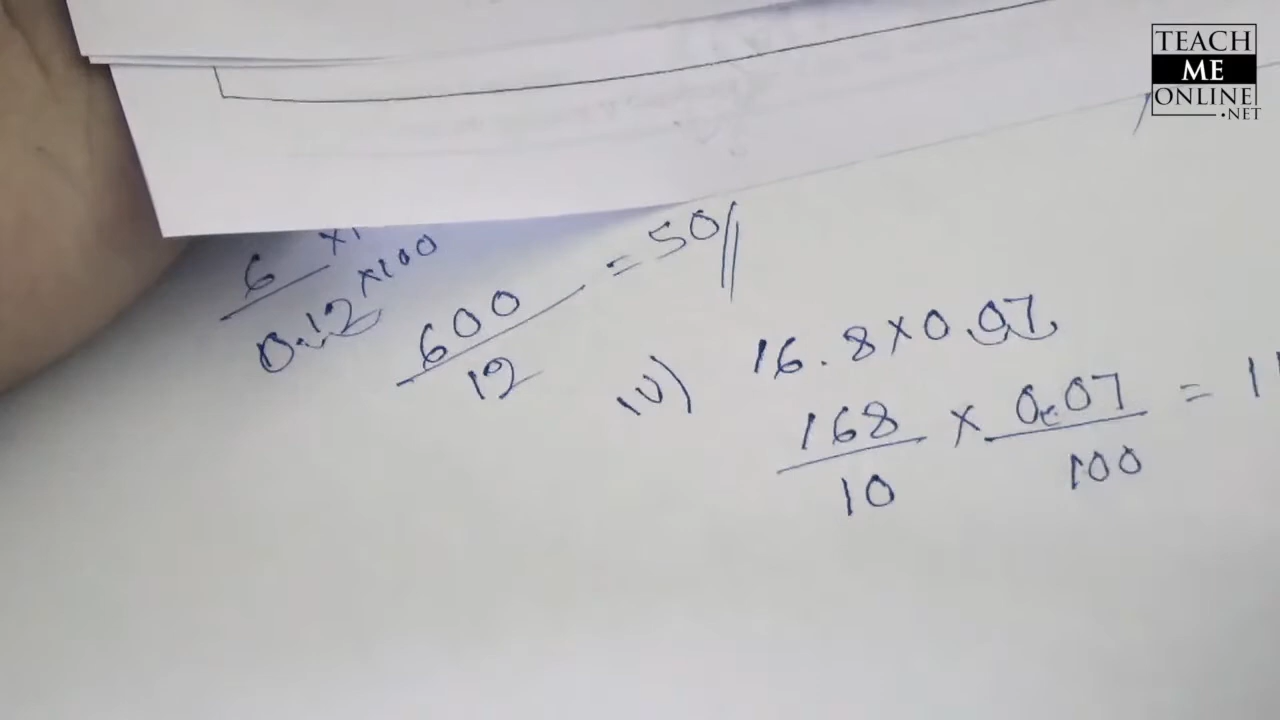 TEACH
ME
ONLINE
.NET
6
0.12 ×100
600
12
= 50//
iv) 16.8×0.07
168
10
×
0.07
100
=